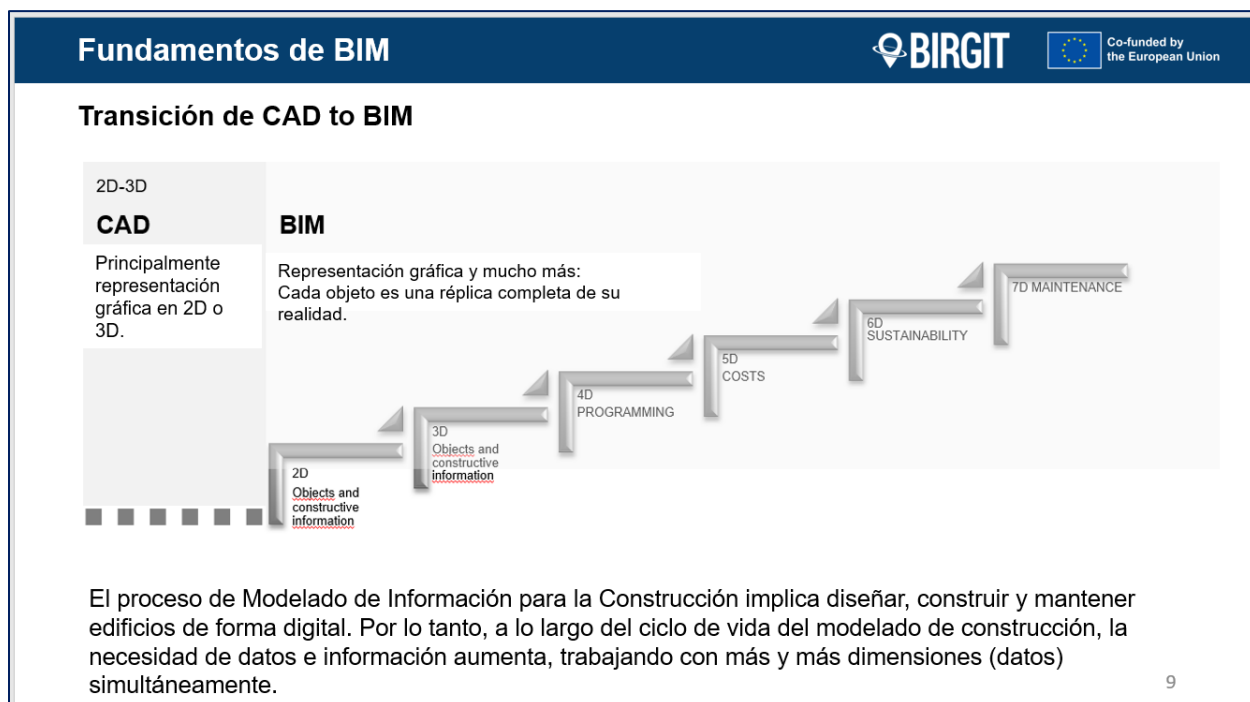 Fundamentos de BIM
BIRGIT
Co-funded by
the European Union
Transición de CAD to BIM
2D-3D
CAD
Principalmente
representación
gráfica en 2D o
3D.
BIM
Representación gráfica y mucho más:
Cada objeto es una réplica completa de su
realidad.
2D
Objects and
constructive
information
3D
Objects and
constructive
information
4D
PROGRAMMING
5D
COSTS
6D
SUSTAINABILITY
7D MAINTENANCE
El proceso de Modelado de Información para la Construcción implica diseñar, construir y mantener
edificios de forma digital. Por lo tanto, a lo largo del ciclo de vida del modelado de construcción, la
necesidad de datos e información aumenta, trabajando con más y más dimensiones (datos)
simultáneamente.
9